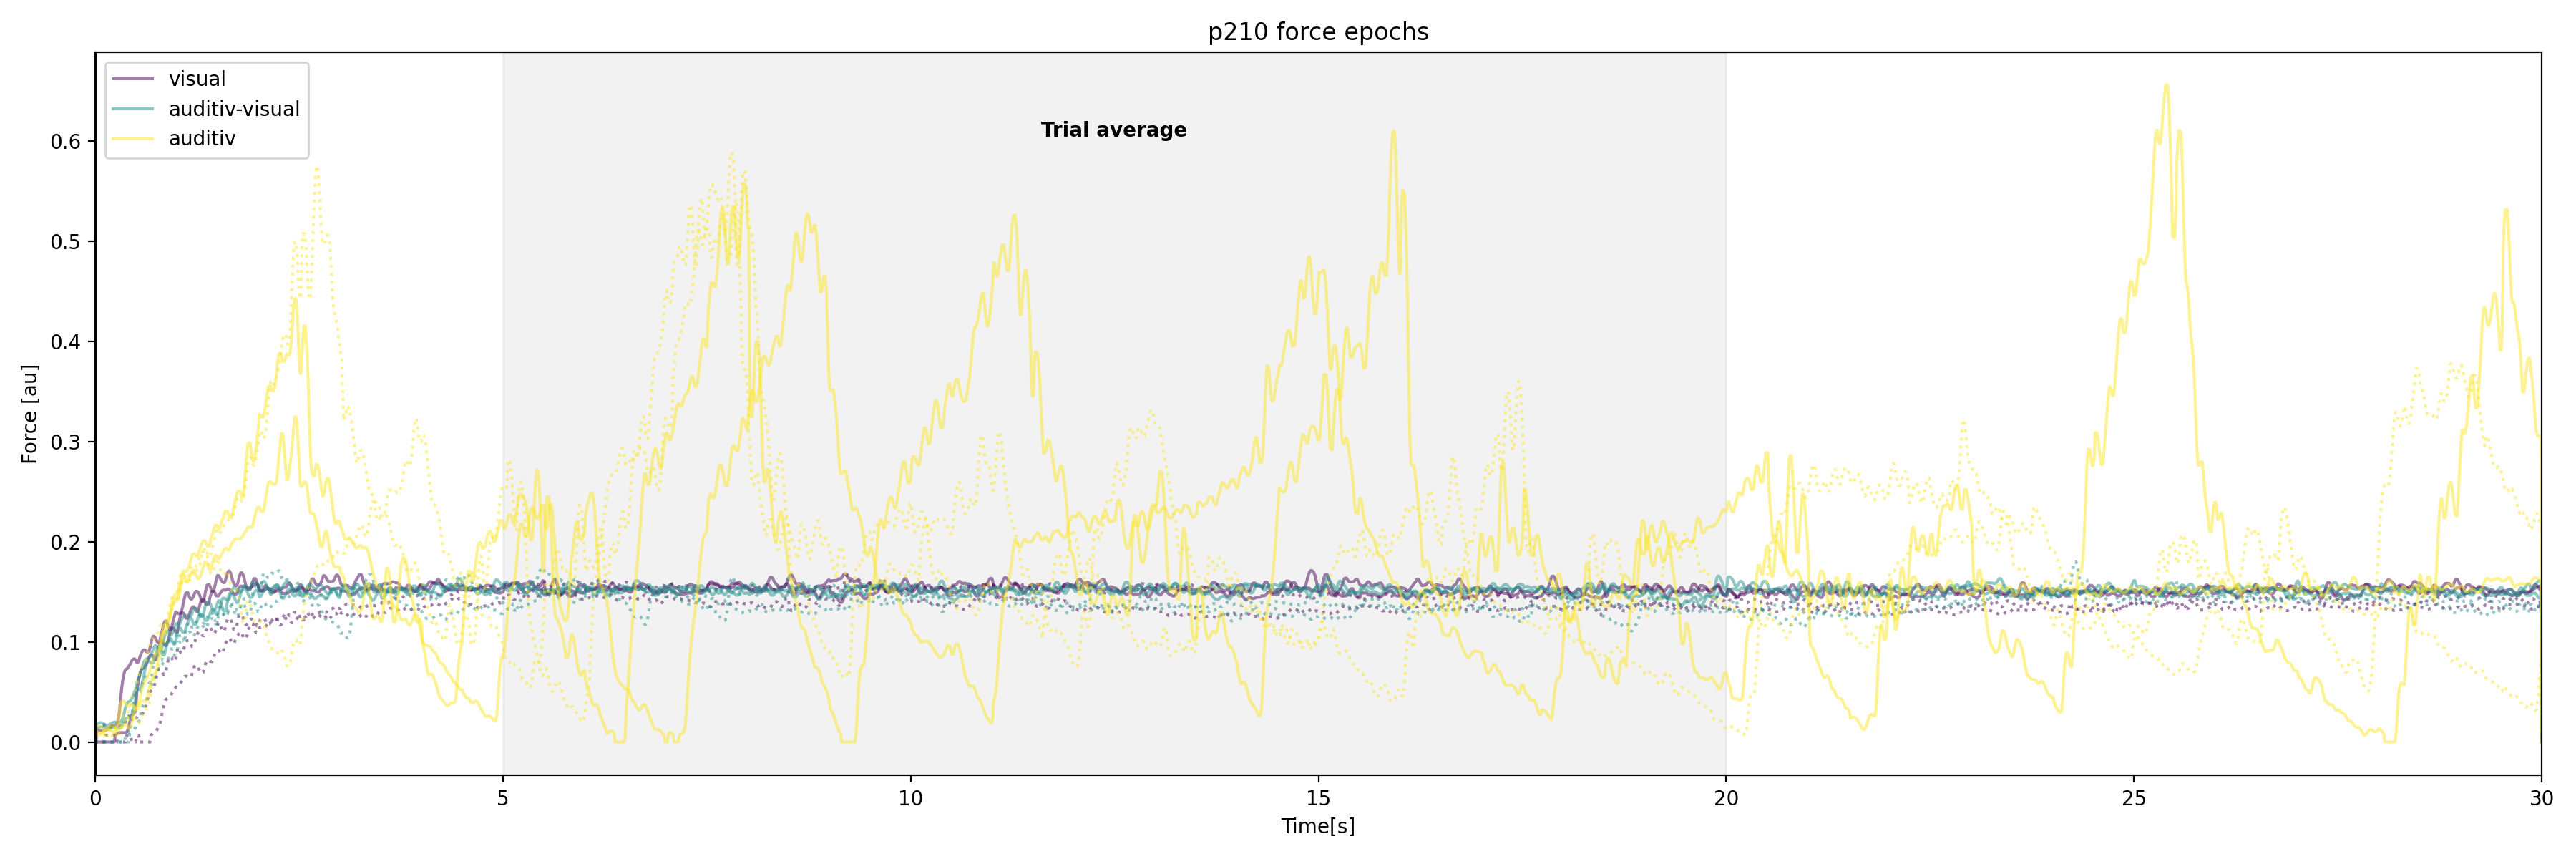 p210 force epochs
visual
auditiv-visual
auditiv
Trial average
Force [au]
0.6
0.5
0.4
0.3
0.2
0.1
0.0
0 5 10 15 20 25 30
Time[s]